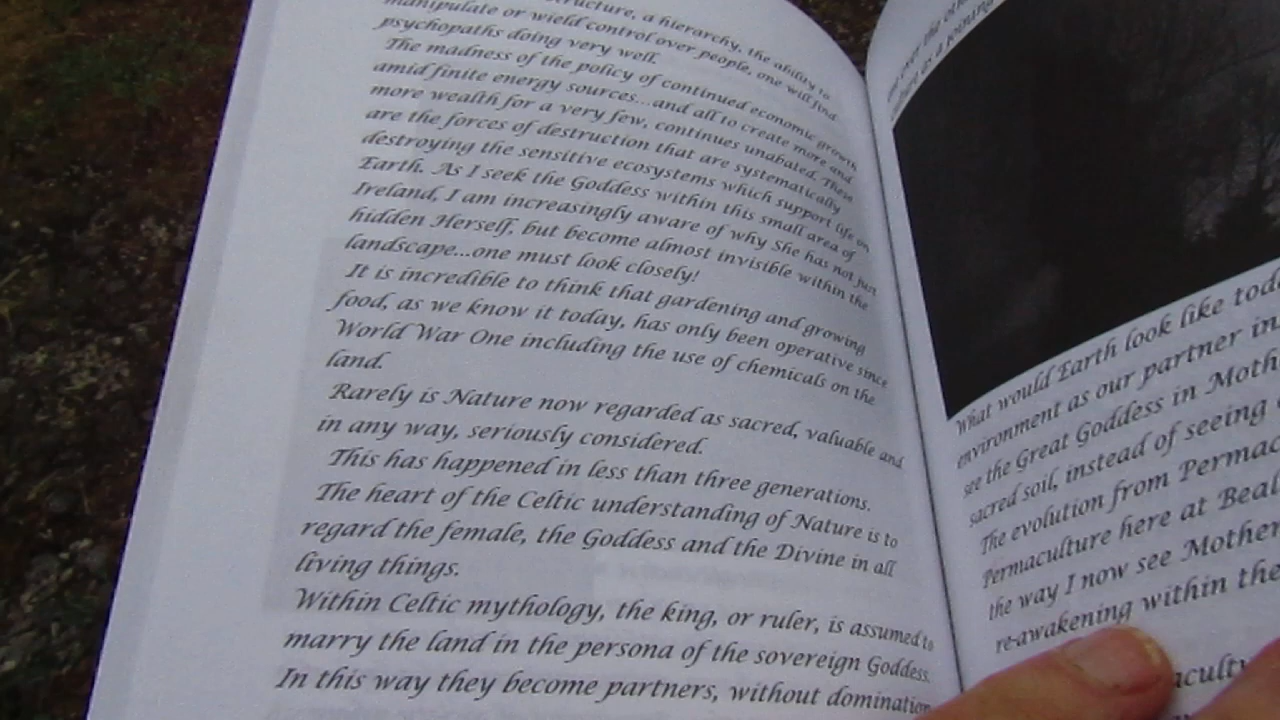 structure, a hierarchy, the ability to
manipulate or wield control over people, one will find
psychopaths doing very well.
The madness of the policy of continued economic growth
amid finite energy sources...and all to create more and
more wealth for a very few, continues unabated. These
are the forces of destruction that are systematically
destroying the sensitive ecosystems which support life on
Earth. As I seek the Goddess within this small area of
Ireland, I am increasingly aware of why She has not just
hidden Herself, but become almost invisible within the
landscape...one must look closely!
It is incredible to think that gardening and growing
food, as we know it today, has only been operative since
World War One including the use of chemicals on the
land.
Rarely is Nature now regarded as sacred, valuable and
in any way, seriously considered.
This has happened in less than three generations.
The heart of the Celtic understanding of Nature is to
regard the female, the Goddess and the Divine in all
living things.
Within Celtic mythology, the king, or ruler, is assumed to
marry the land in the persona of the sovereign Goddess.
In this way they become partners, without domination
over the
as a joining
What would Earth look like
environment as our partner in
see the Great Goddess in
sacred soil, instead of seeing
The evolution from
Permaculture here at
the way I now see Mother
re-awakening within the